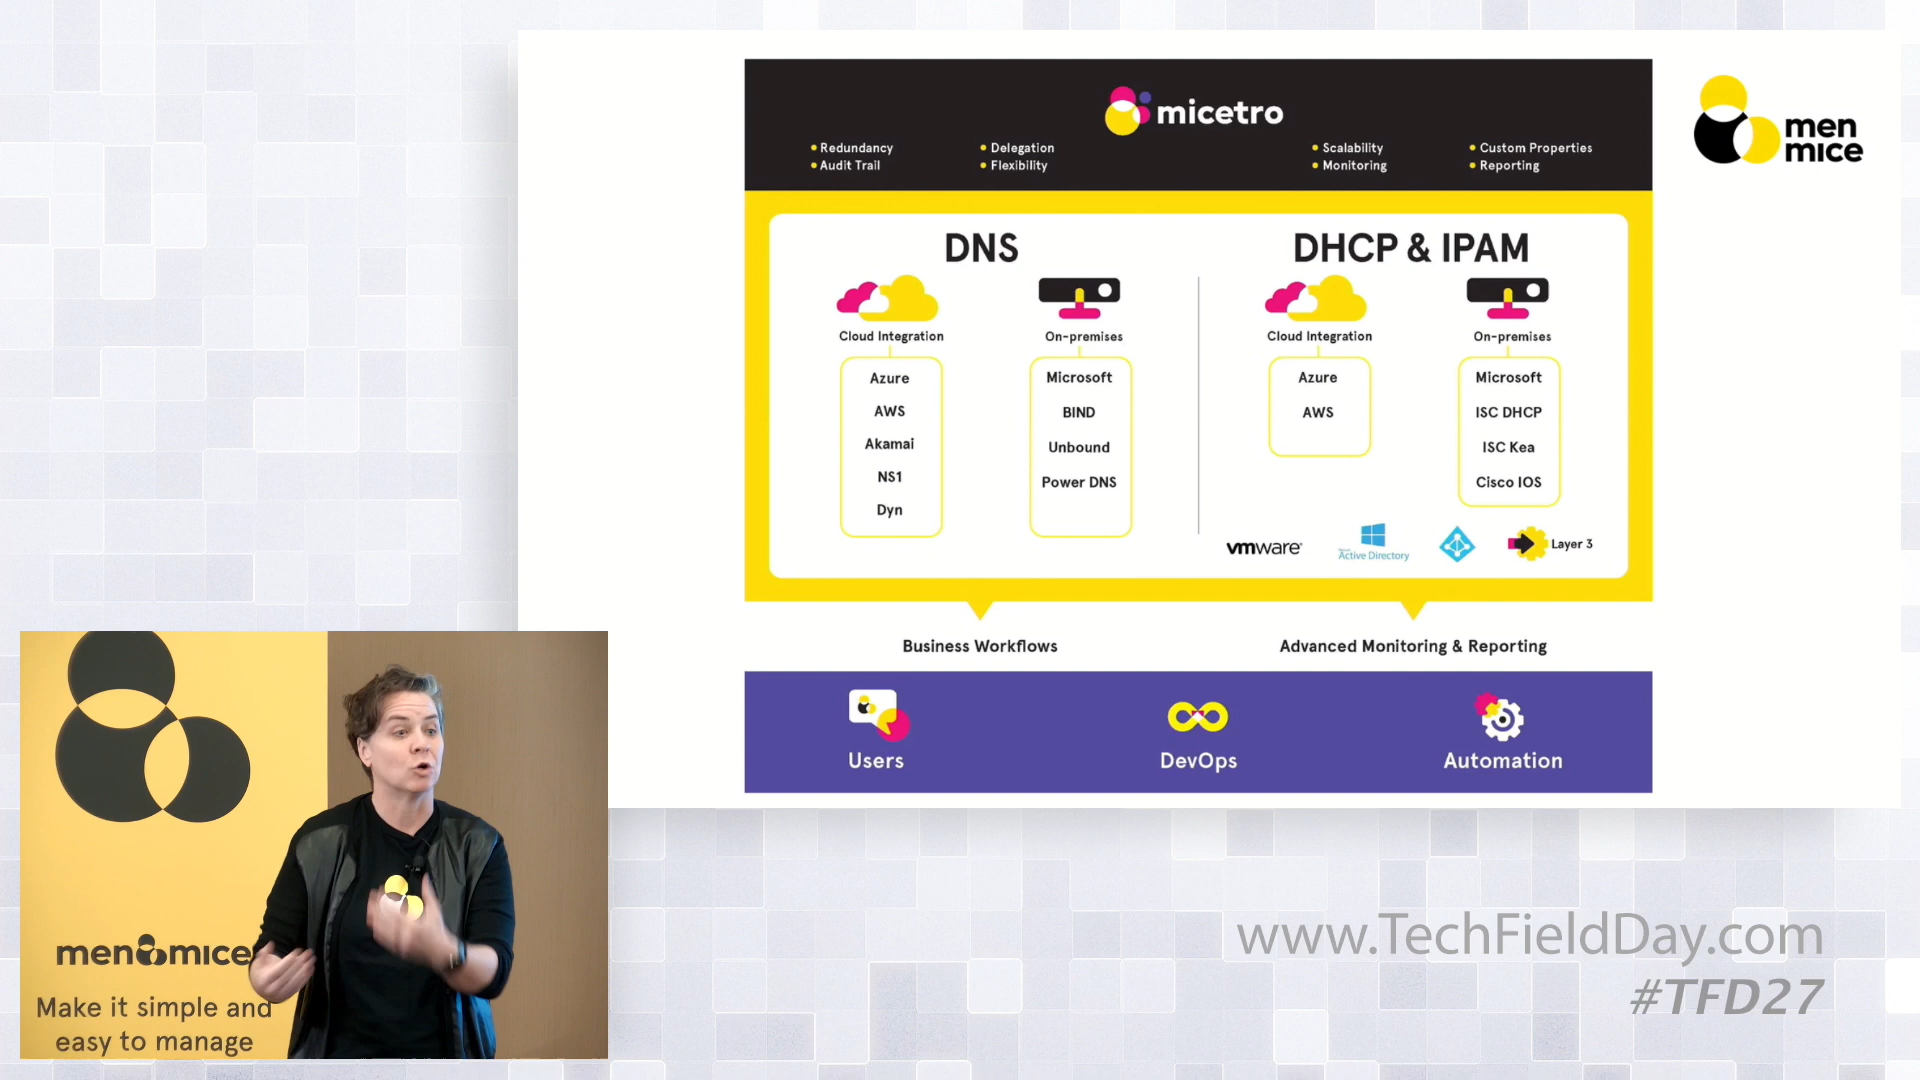 micetro
Redundancy
Audit Trail
Delegation
Flexibility
Scalability
Monitoring
Custom Properties
Reporting
men
mice
DNS
Cloud Integration
Azure
AWS
Akamai
NS1
Dyn
On-premises
Microsoft
BIND
Unbound
Power DNS
DHCP & IPAM
Cloud Integration
Azure
AWS
On-premises
Microsoft
ISC DHCP
ISC Kea
Cisco IOS
vmware
Active Directory
Layer 3
Business Workflows
Advanced Monitoring & Reporting
Users
DevOps
Automation
men&mice
Make it simple and
easy to manage
www.TechFieldDay.com
#TFD27